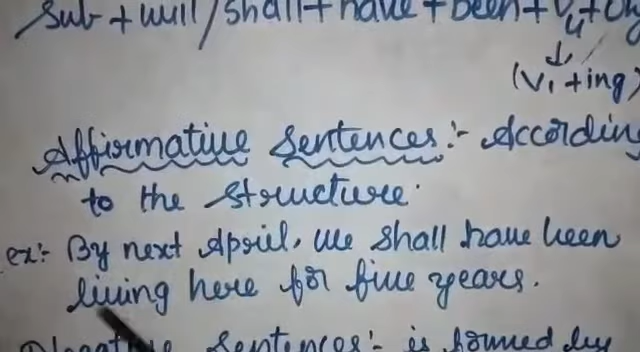 Sub + will/shall + have + been + V4 +
(V1 + ing)
Affirmative Sentences :- According
to the structure.
ex:- By next April, we shall have been
living here for five years.
Negative Sentences :- is formed by